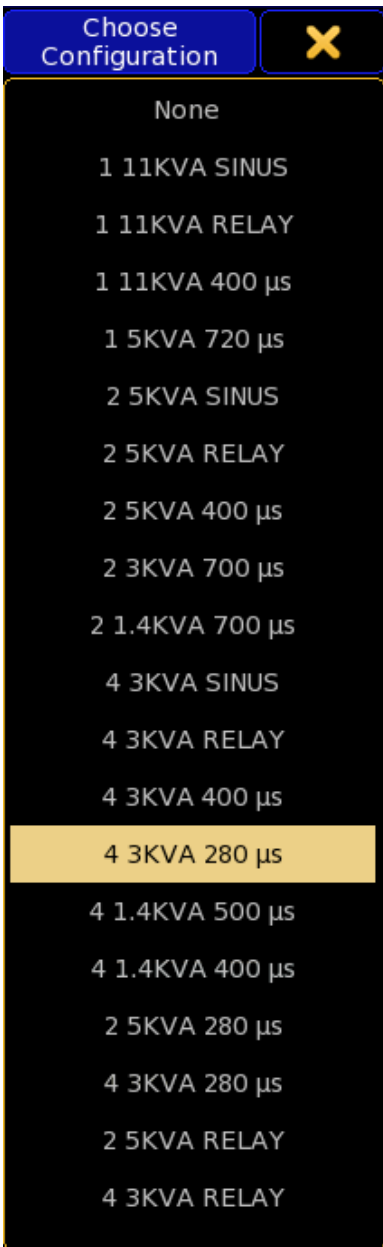 Choose
Configuration
None
1 11KVA SINUS
1 11KVA RELAY
1 11KVA 400 µs
1 5KVA 720 µs
2 5KVA SINUS
2 5KVA RELAY
2 5KVA 400 µs
2 3KVA 700 µs
2 1.4KVA 700 µs
4 3KVA SINUS
4 3KVA RELAY
4 3KVA 400 µs
4 3KVA 280 µs
4 1.4KVA 500 µs
4 1.4KVA 400 µs
2 5KVA 280 µs
4 3KVA 280 µs
2 5KVA RELAY
4 3KVA RELAY